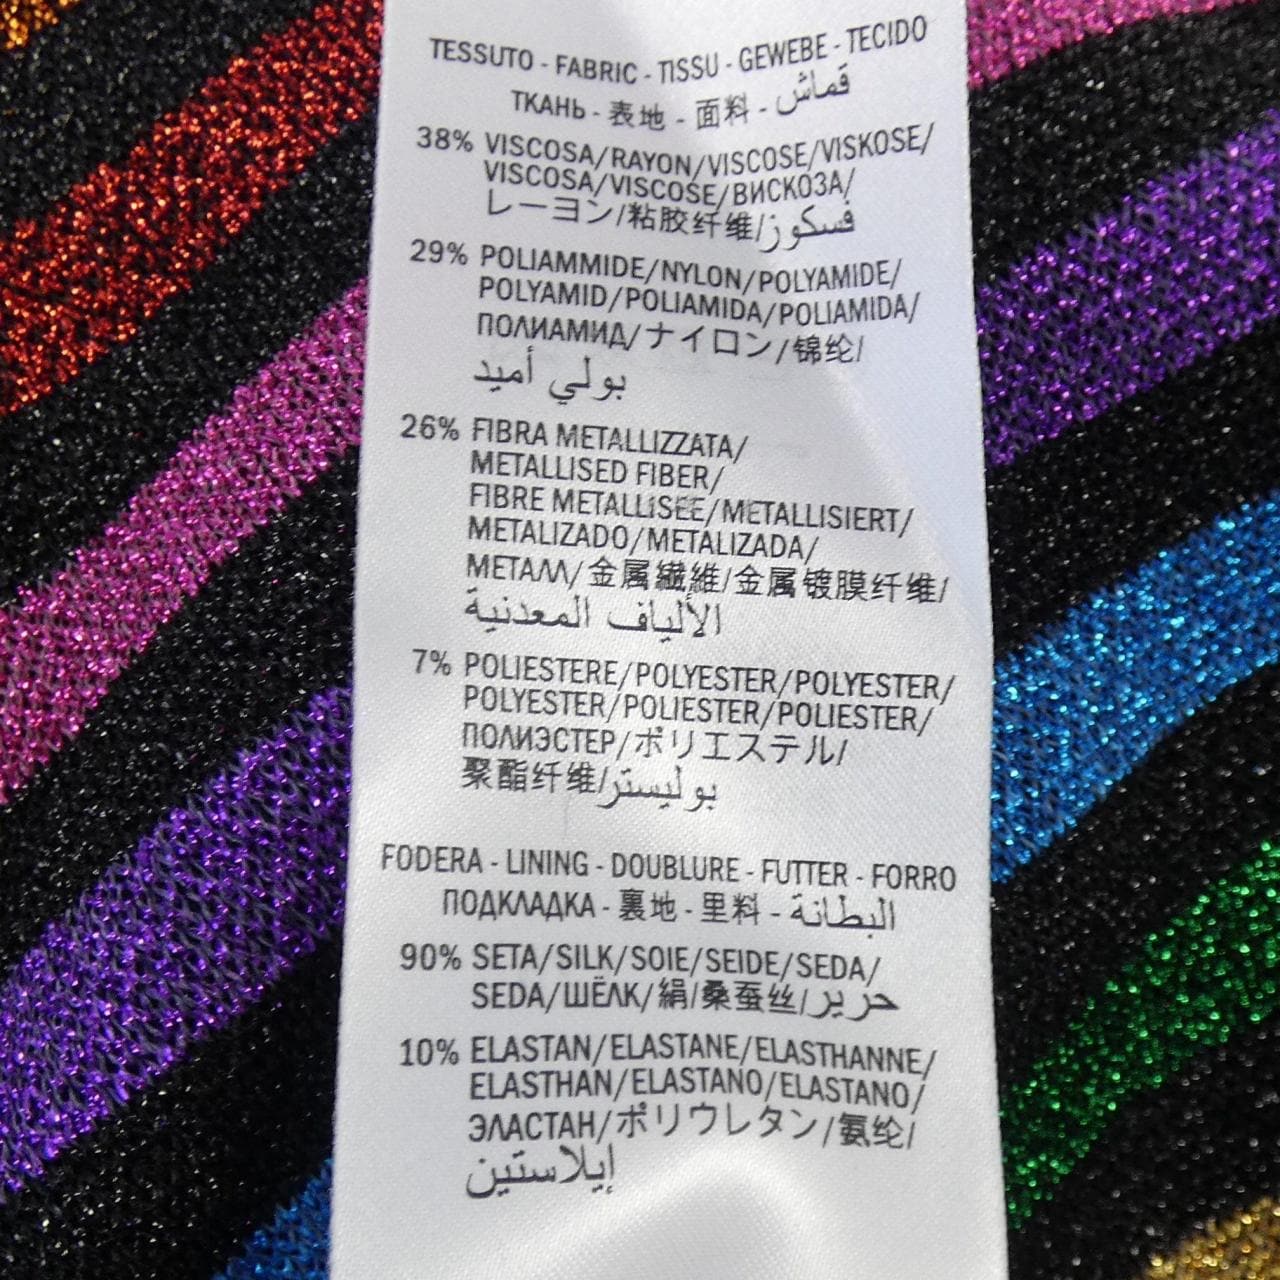 TESSUTO - FABRIC - TISSU - GEWEBE - TECIDO
ТКАНЬ - 表地 - 面料 - قماش
38% VISCOSA/RAYON/VISCOSE/VISKOSE/
VISCOSA/VISCOSE/ВИСКОЗА/
レーヨン/粘胶纤维/فسكوز
29% POLIAMMIDE/NYLON/POLYAMIDE/
POLYAMID/POLIAMIDA/POLIAMIDA/
ПОЛИАМИД/ナイロン/锦纶/
بولي أميد
26% FIBRA METALLIZZATA/
METALLISED FIBER/
FIBRE METALLISÉE/METALLISIERT/
METALIZADO/METALIZADA/
МЕТАЛЛ/金属繊維/金属镀膜纤维/
الألياف المعدنية
7% POLIESTERE/POLYESTER/POLYESTER/
POLYESTER/POLIESTER/POLIESTER/
ПОЛИЭСТЕР/ポリエステル/
聚酯纤维/بوليستر
FODERA - LINING - DOUBLURE - FUTTER - FORRO
ПОДКЛАДКА - 裏地 - 里料 - البطانة
90% SETA/SILK/SOIE/SEIDE/SEDA/
SEDA/ШЁЛК/絹/桑蚕丝/حرير
10% ELASTAN/ELASTANE/ELASTHANNE/
ELASTHAN/ELASTANO/ELASTANO/
ЭЛАСТАН/ポリウレタン/氨纶/
إيلاستين